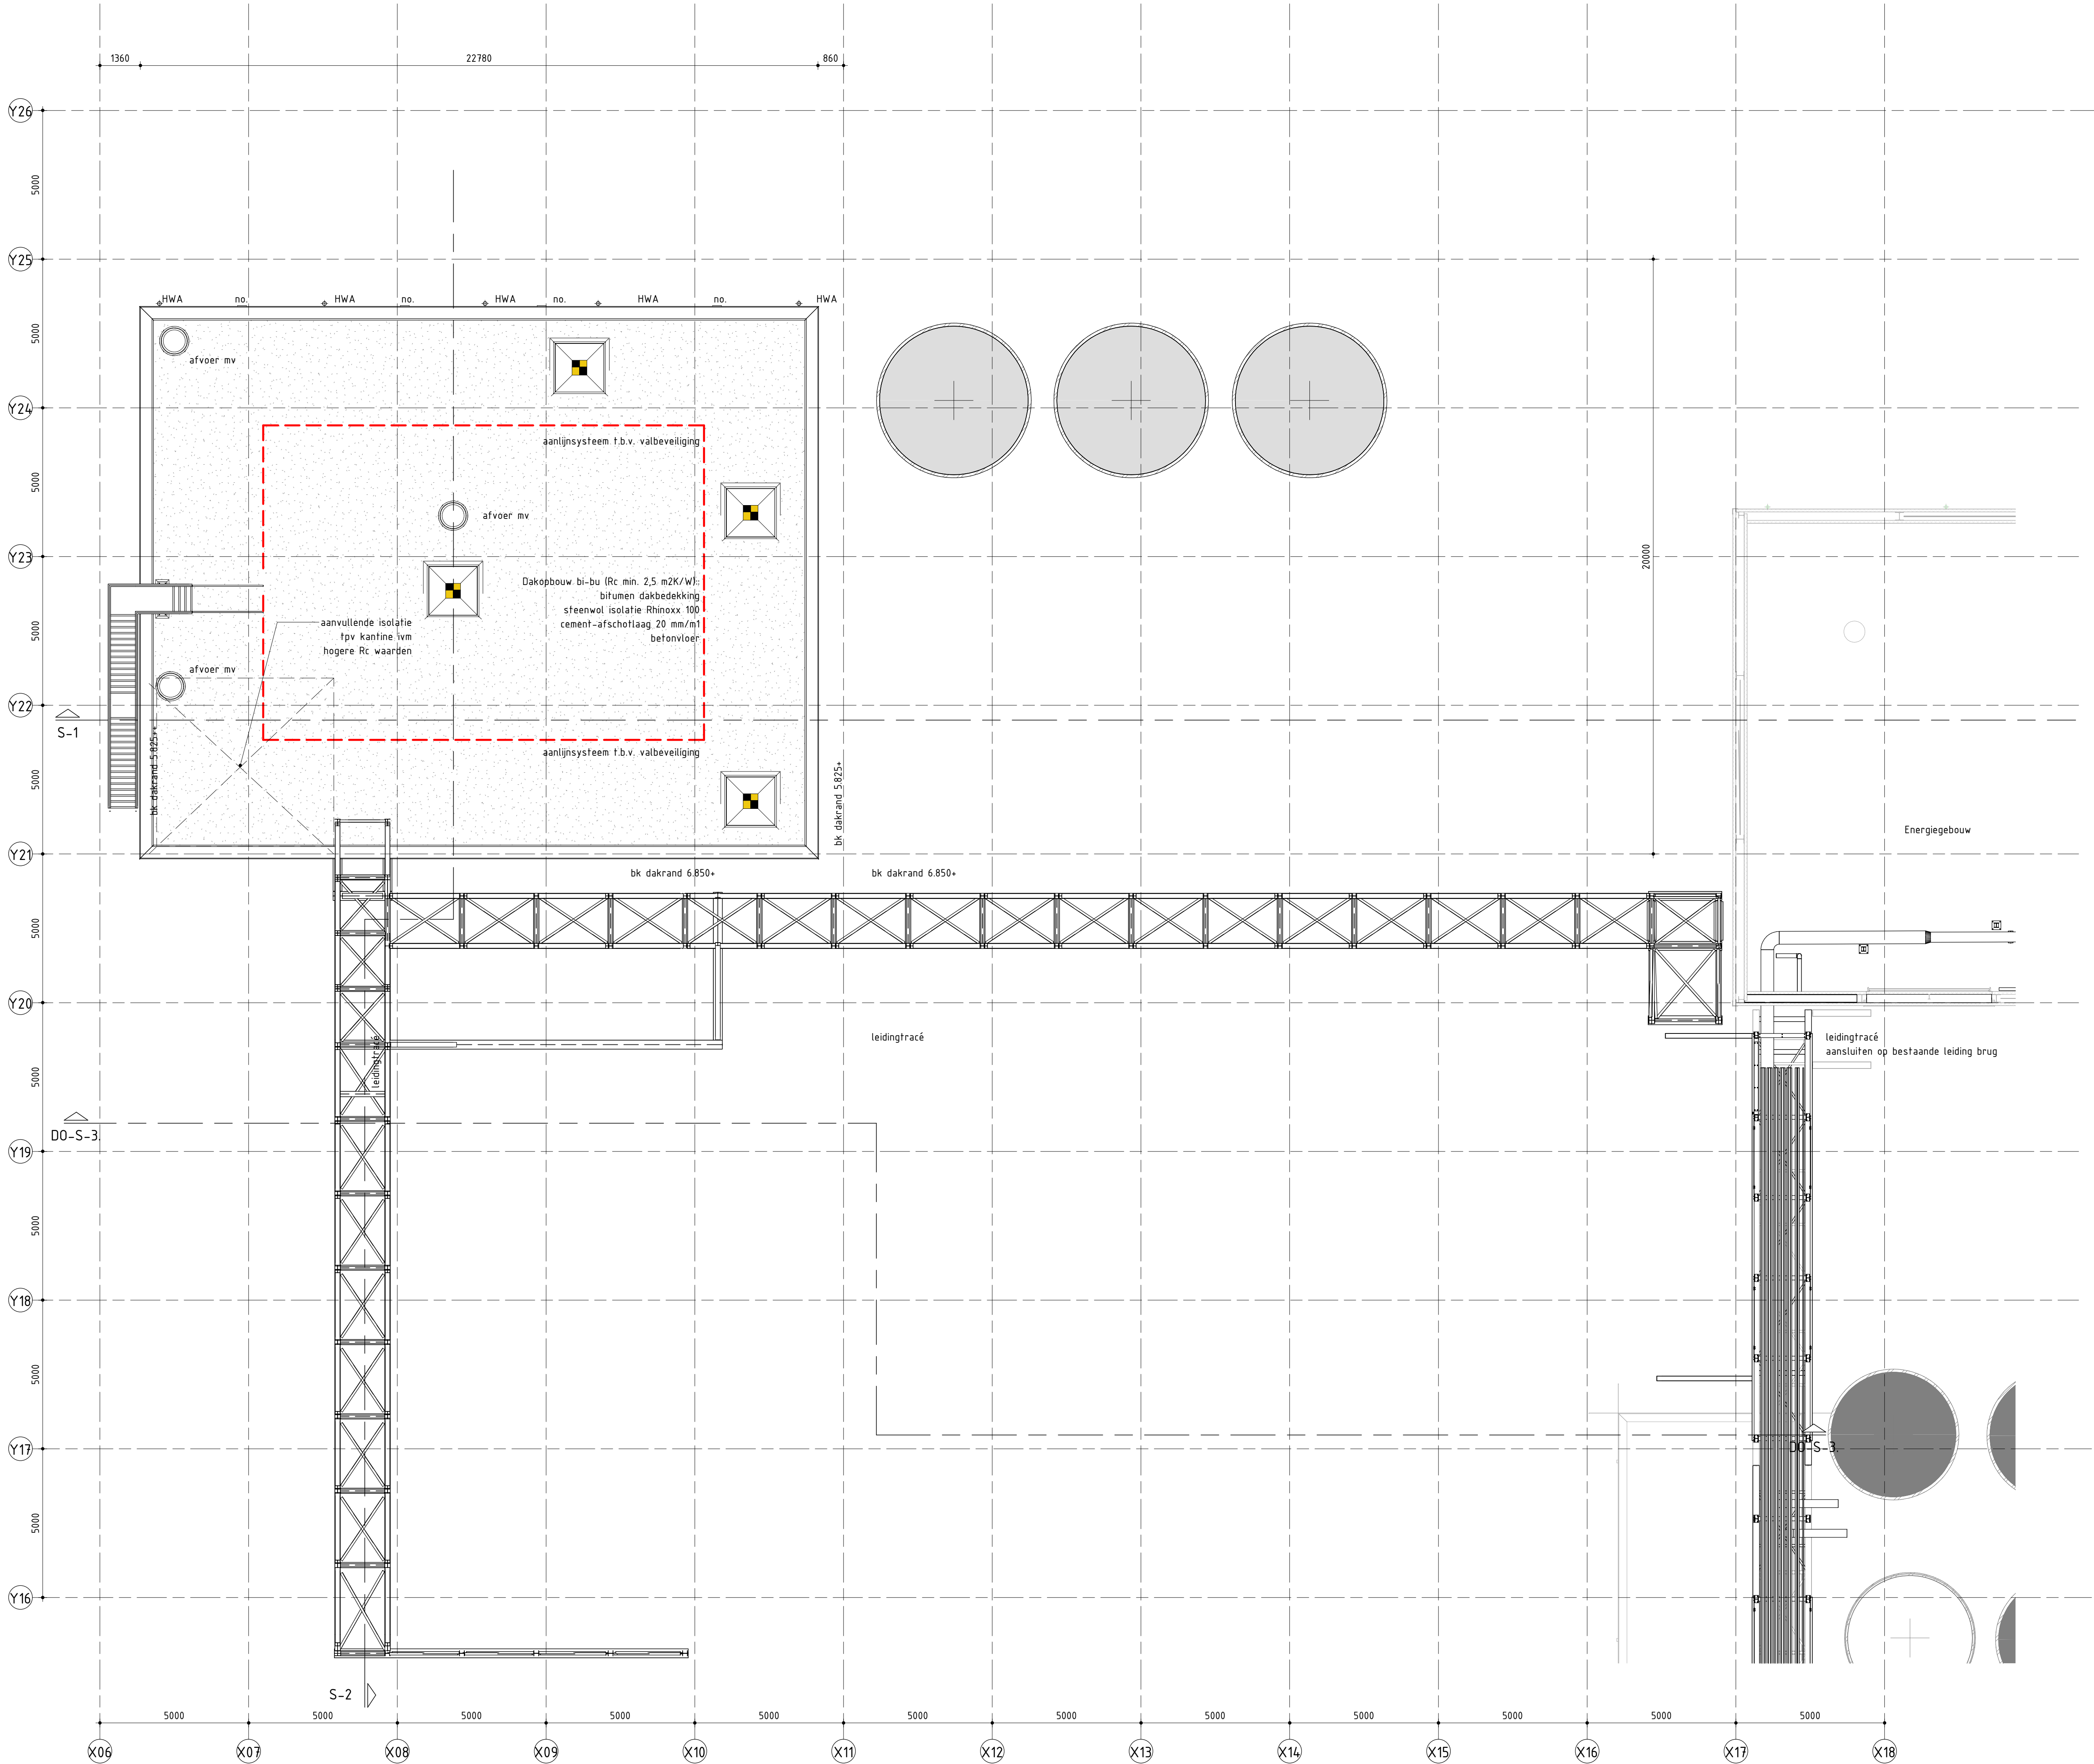 1360 22780 860
Y26
5000
Y25
HWA no. HWA no. HWA no. HWA no. HWA
5000
afvoer mv
Y24
aanlijnsysteem t.b.v. valbeveiliging
5000
afvoer mv
Y23
20000
Dakopbouw bi-bu (Rc min. 2,5 m2K/W)::
bitumen dakbedekking
steenwol isolatie Rhinoxx 100
cement-afschotlaag 20 mm/m1
betonvloer
aanvullende isolatie
tpv kantine ivm
hogere Rc waarden
5000
afvoer mv
Y22
S-1
aanlijnsysteem t.b.v. valbeveiliging
bk dakrand 5.825++
bk dakrand 5.825+
5000
Energiegebouw
Y21
bk dakrand 6.850+ bk dakrand 6.850+
5000
Y20
leidingtracé
leidingtracé
leidingtracé
aansluiten op bestaande leiding brug
5000
DO-S-3.
Y19
5000
Y18
5000
Y17
DO-S-3.
5000
Y16
S-2
5000 5000 5000 5000 5000 5000 5000 5000 5000 5000 5000 5000
X06 X07 X08 X09 X10 X11 X12 X13 X14 X15 X16 X17 X18